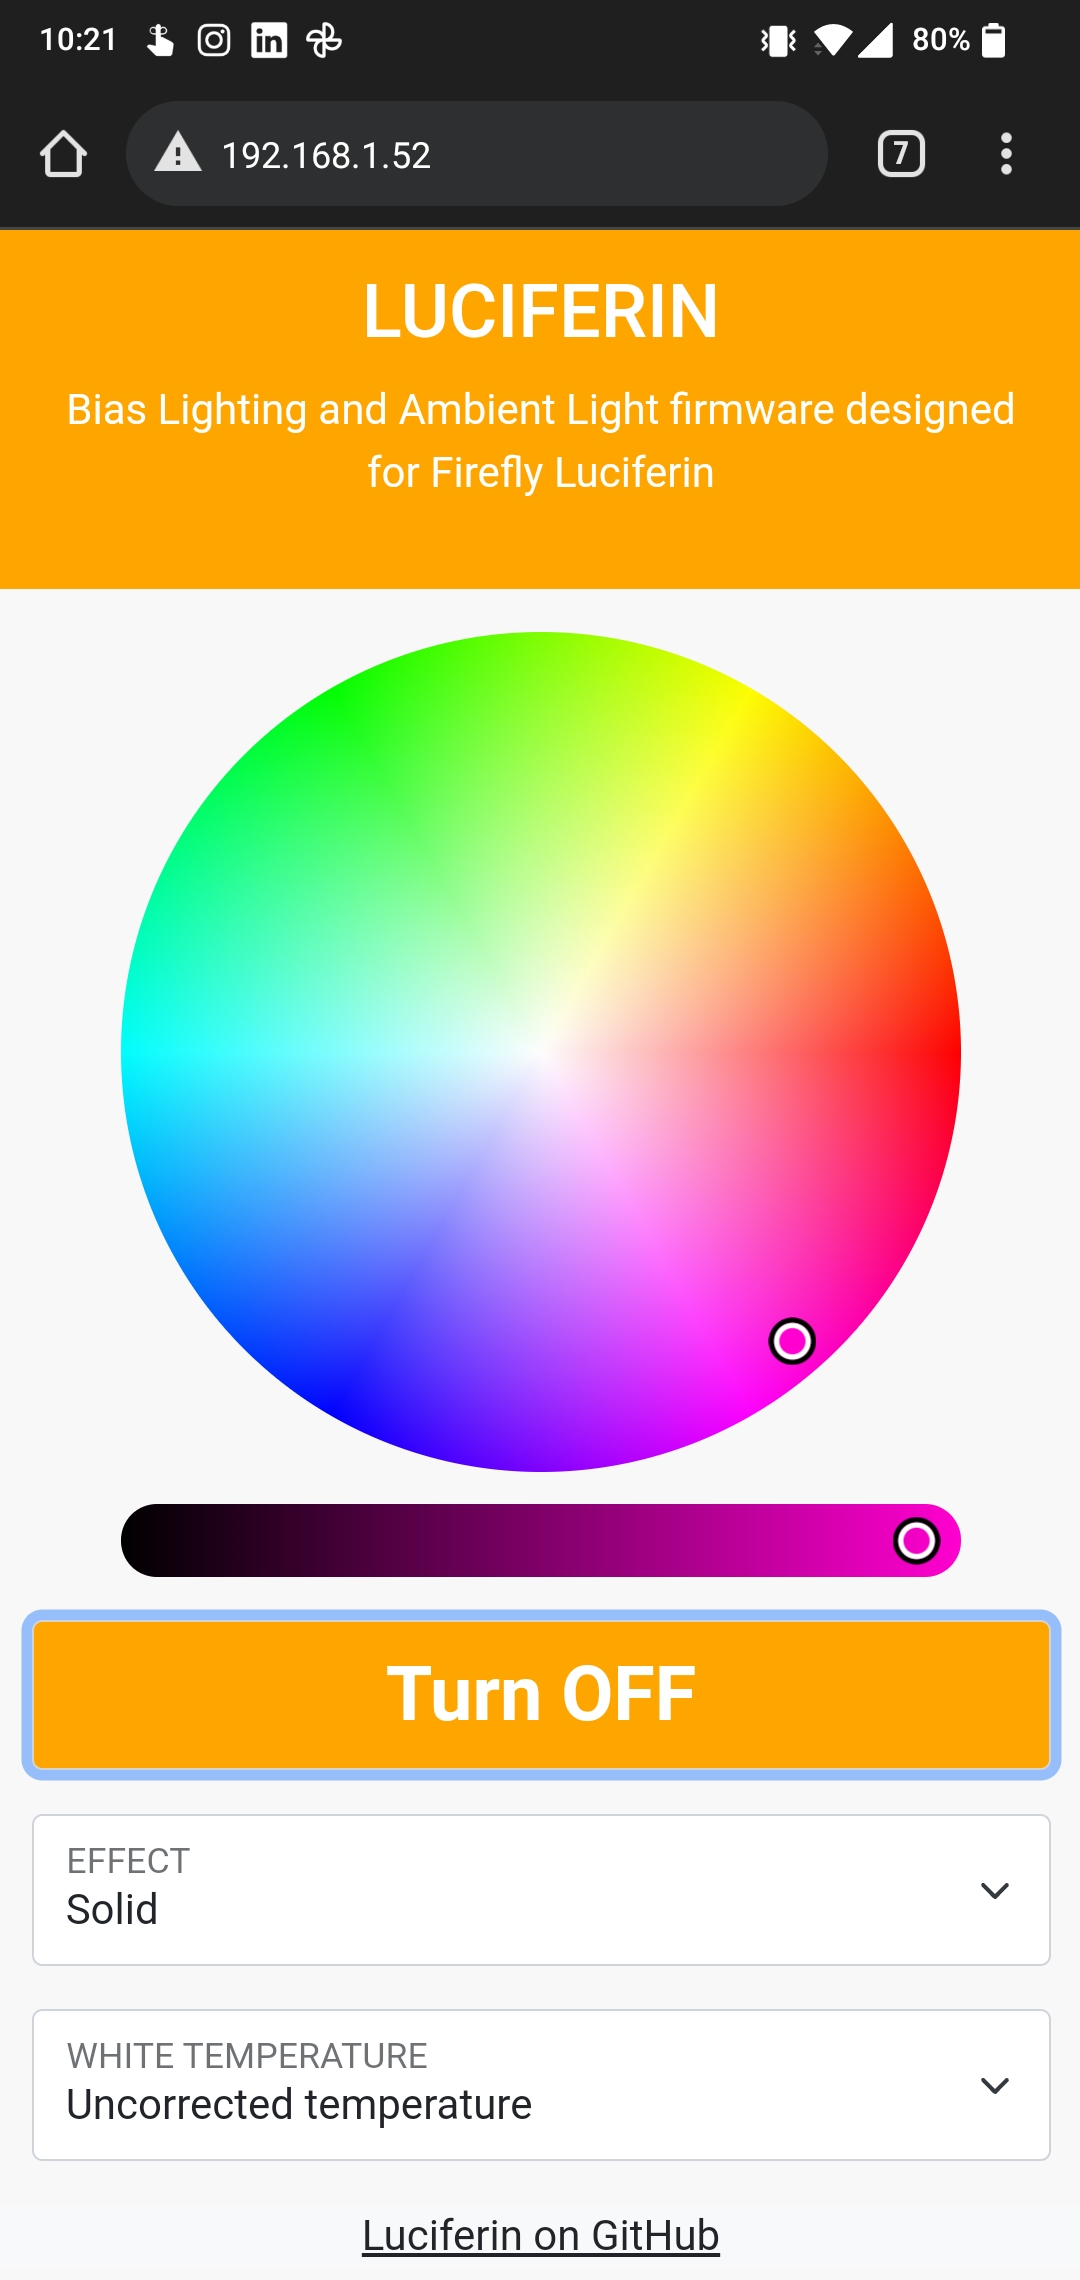 10:21
80%
192.168.1.52
7
LUCIFERIN
Bias Lighting and Ambient Light firmware designed
for Firefly Luciferin
Turn OFF
EFFECT
Solid
WHITE TEMPERATURE
Uncorrected temperature
Luciferin on GitHub